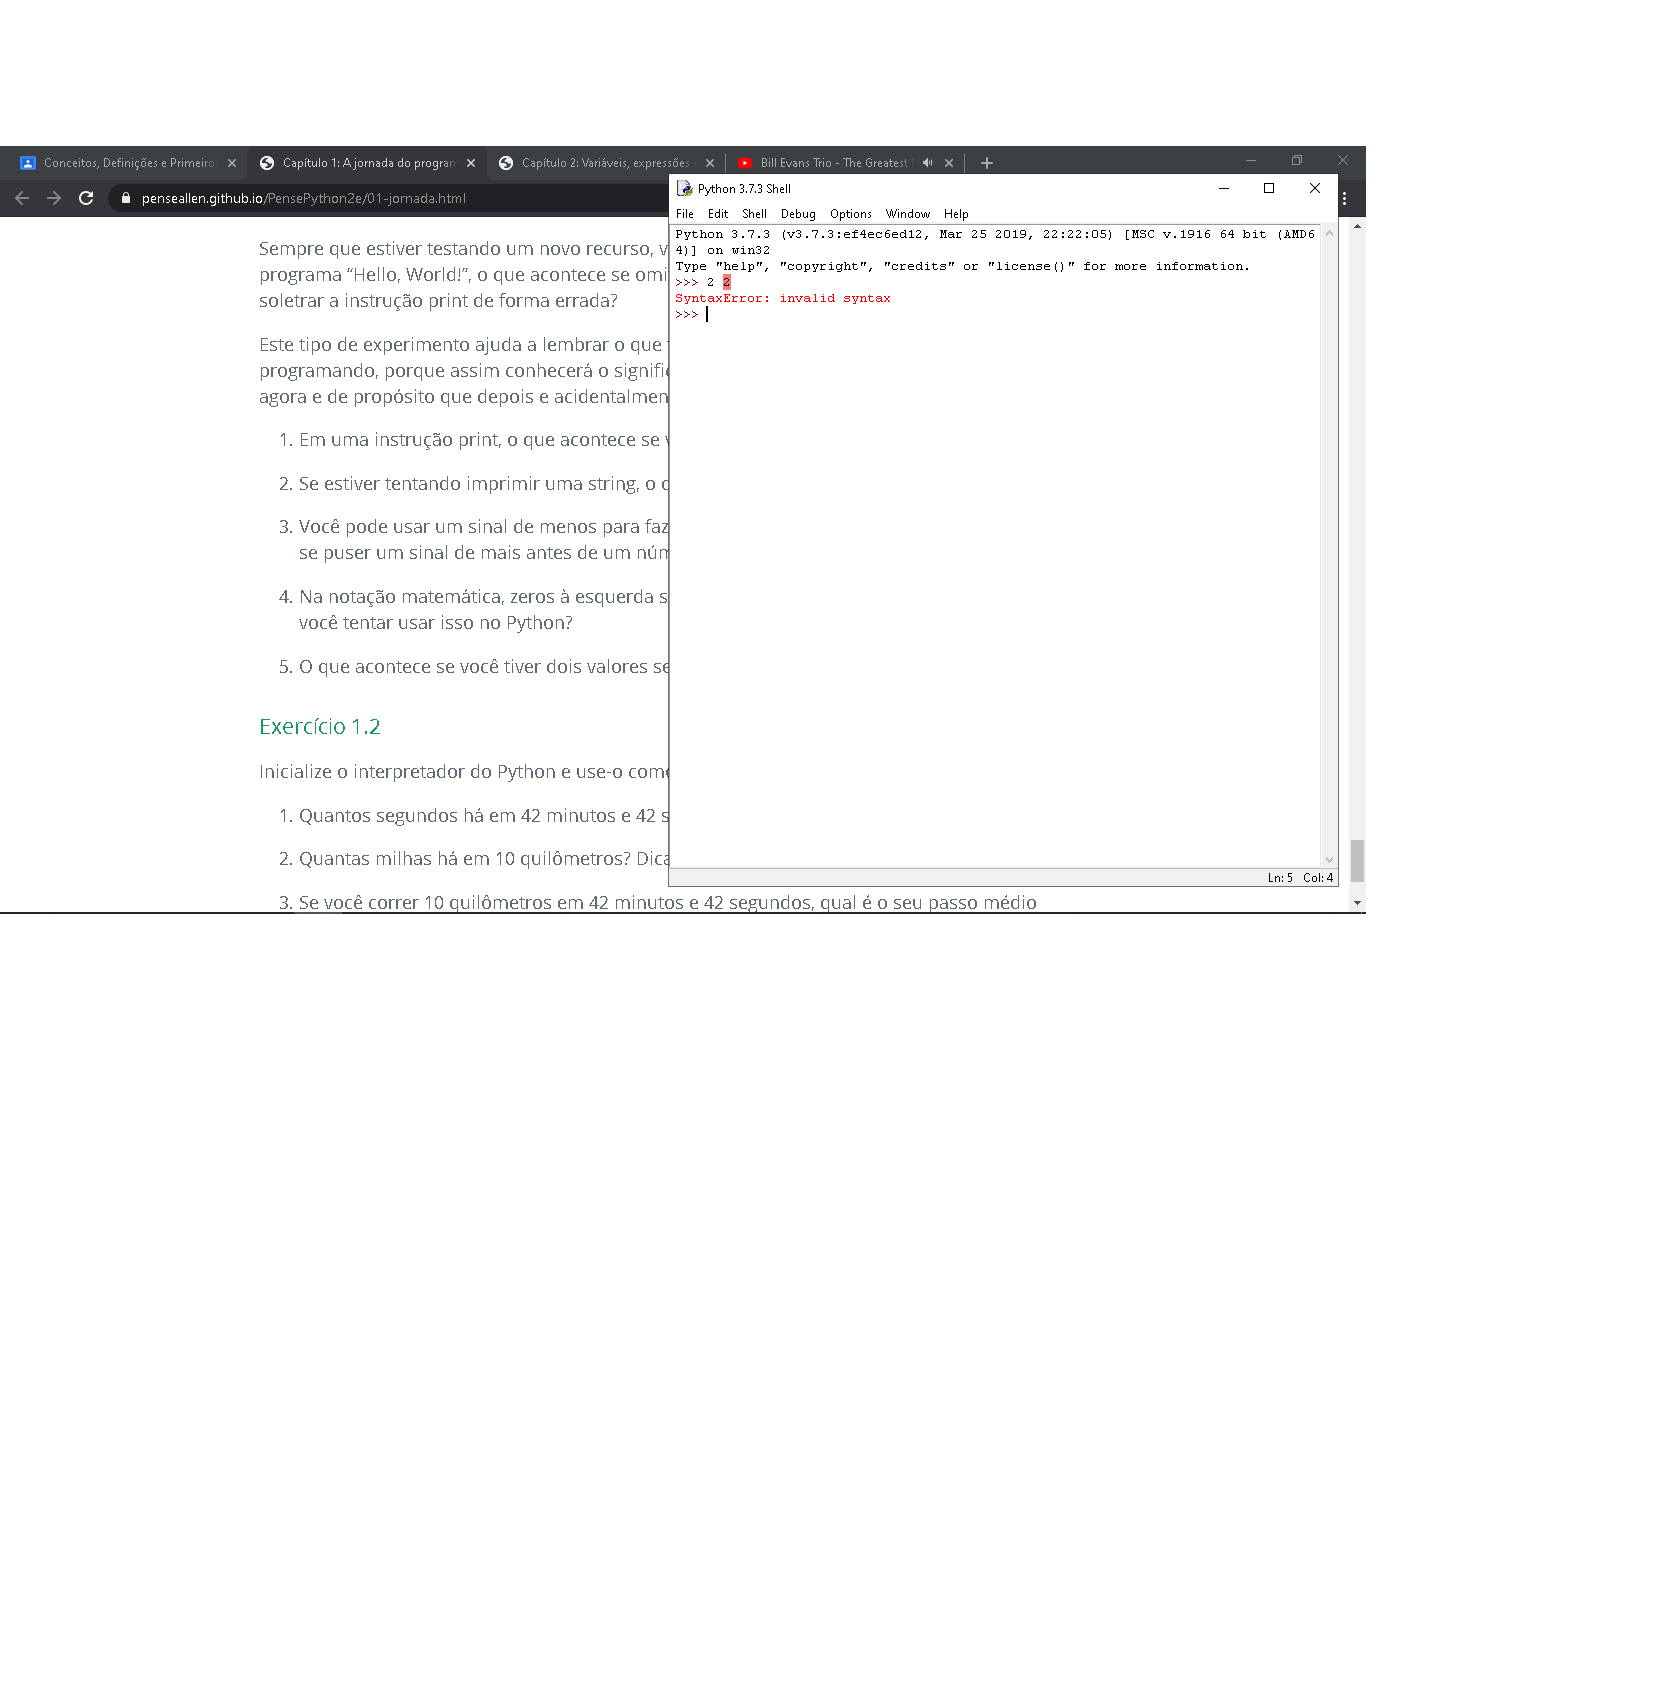 Conceitos, Definições e Primeiros
Capítulo 1: A jornada do program
Capítulo 2: Variáveis, expressões
Bill Evans Trio - The Greatest
penseallen.github.io/PensePython2e/01-jornada.html
Sempre que estiver testando um novo recurso, v
programa “Hello, World!”, o que acontece se omi
soletrar a instrução print de forma errada?
Este tipo de experimento ajuda a lembrar o que
programando, porque assim conhecerá o signifi
agora e de propósito que depois e acidentalmen
1. Em uma instrução print, o que acontece se v
2. Se estiver tentando imprimir uma string, o
3. Você pode usar um sinal de menos para faz
se puser um sinal de mais antes de um núm
4. Na notação matemática, zeros à esquerda s
você tentar usar isso no Python?
5. O que acontece se você tiver dois valores se
Exercício 1.2
Inicialize o interpretador do Python e use-o como
1. Quantos segundos há em 42 minutos e 42 s
2. Quantas milhas há em 10 quilômetros? Dica
3. Se você correr 10 quilômetros em 42 minutos e 42 segundos, qual é o seu passo médio
Python 3.7.3 Shell
File Edit Shell Debug Options Window Help
Python 3.7.3 (v3.7.3:ef4ec6ed12, Mar 25 2019, 22:22:05) [MSC v.1916 64 bit (AMD6
4)] on win32
Type "help", "copyright", "credits" or "license()" for more information.
>>> 2 2
SyntaxError: invalid syntax
>>>
Ln: 5 Col: 4